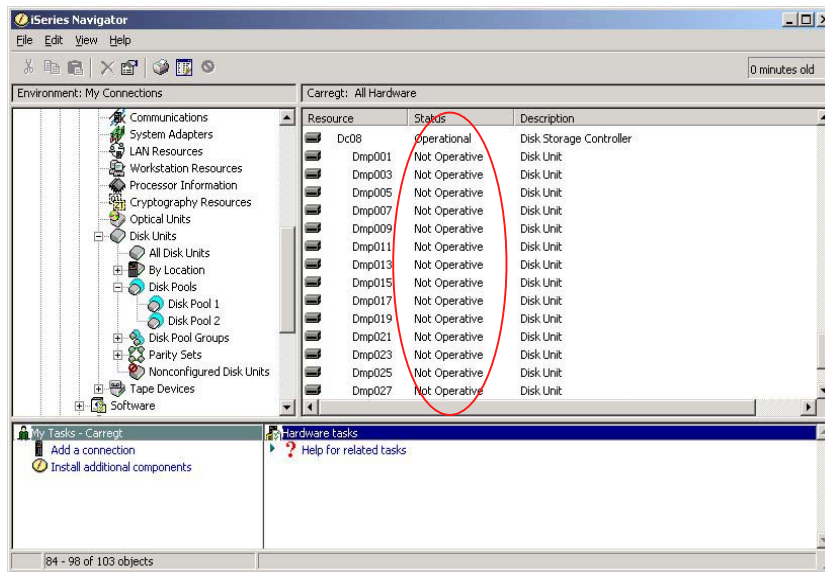 iSeries Navigator
File Edit View Help
0 minutes old
Environment: My Connections
Carregt: All Hardware
Communications
System Adapters
LAN Resources
Workstation Resources
Processor Information
Cryptography Resources
Optical Units
Disk Units
All Disk Units
By Location
Disk Pools
Disk Pool 1
Disk Pool 2
Disk Pool Groups
Parity Sets
Nonconfigured Disk Units
Tape Devices
Software
Resource Status Description
Dc08 Operational Disk Storage Controller
Dmp001 Not Operative Disk Unit
Dmp003 Not Operative Disk Unit
Dmp005 Not Operative Disk Unit
Dmp007 Not Operative Disk Unit
Dmp009 Not Operative Disk Unit
Dmp011 Not Operative Disk Unit
Dmp013 Not Operative Disk Unit
Dmp015 Not Operative Disk Unit
Dmp017 Not Operative Disk Unit
Dmp019 Not Operative Disk Unit
Dmp021 Not Operative Disk Unit
Dmp023 Not Operative Disk Unit
Dmp025 Not Operative Disk Unit
Dmp027 Not Operative Disk Unit
My Tasks - Carregt
Add a connection
Install additional components
Hardware tasks
Help for related tasks
84 - 98 of 103 objects